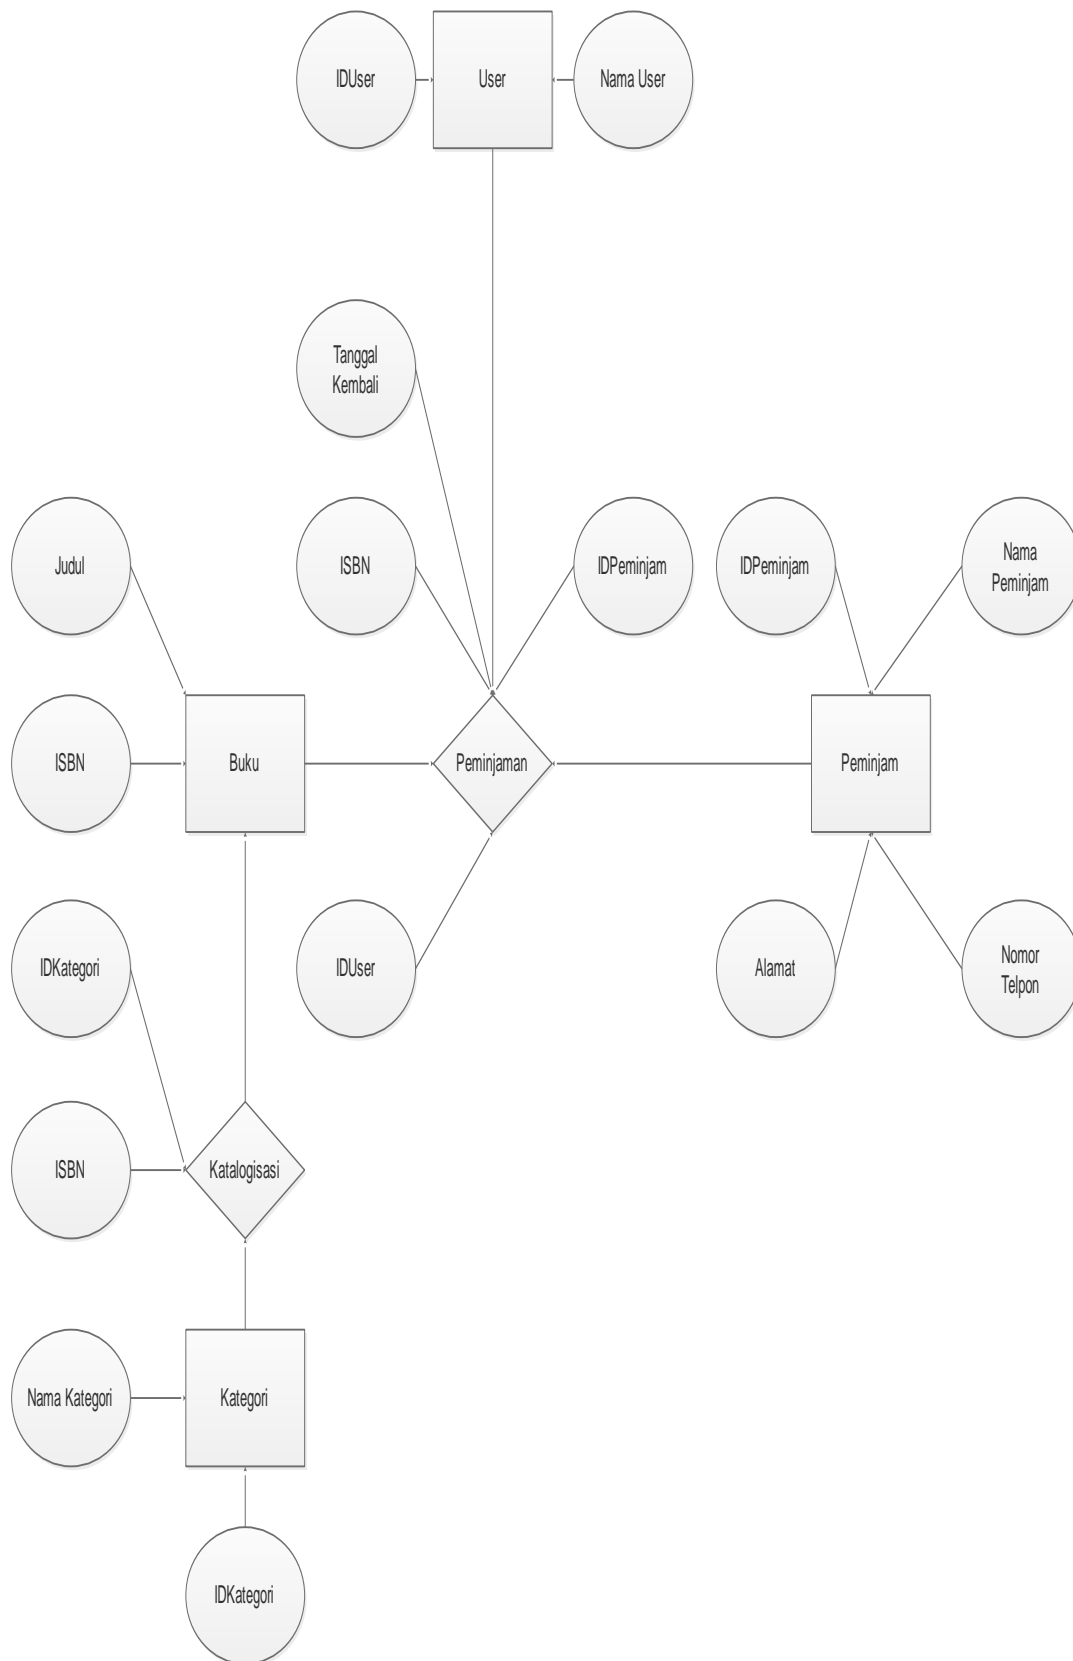 IDUser
User
Nama User
Tanggal
Kembali
Judul
ISBN
IDPeminjam
IDPeminjam
Nama
Peminjam
ISBN
Buku
Peminjaman
Peminjam
IDKategori
IDUser
Alamat
Nomor
Telpon
ISBN
Katalogisasi
Nama Kategori
Kategori
IDKategori